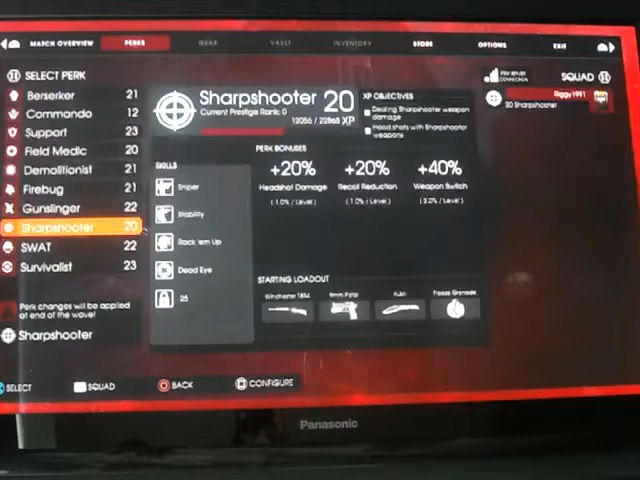 MATCH OVERVIEW PERKS GEAR VAULT INVENTORY STORE OPTIONS EXIT
SELECT PERK
Berserker 21
Commando 12
Support 23
Field Medic 20
Demolitionist 21
Firebug 21
Gunslinger 22
Sharpshooter 20
SWAT 22
Survivalist 23
Perk changes will be applied
at end of the wave!
Sharpshooter
Sharpshooter 20
Current Prestige Rank: 0
XP
XP OBJECTIVES
Dealing Sharpshooter weapon
damage
Head shots with Sharpshooter
weapons
PERK BONUSES
+20% +20% +40%
Headshot Damage Recoil Reduction Weapon Switch
(1.0% / Level) (1.0% / Level)
SKILLS
Sniper
Stability
Rack 'em Up
Dead Eye
25
STARTING LOADOUT
Winchester 1894 9mm Pistol Kukri Freeze Grenade
CONNECTION
SQUAD
Riggy1991
20 Sharpshooter
SELECT SQUAD BACK CONFIGURE
Panasonic